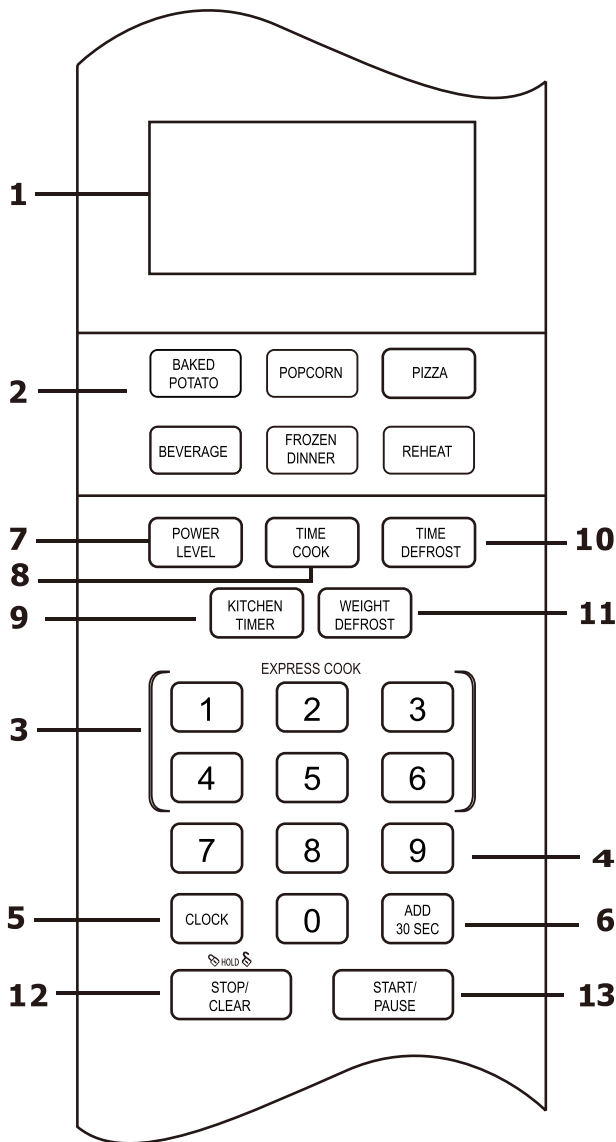 1
BAKED
POTATO
POPCORN
PIZZA
2
BEVERAGE
FROZEN
DINNER
REHEAT
7
POWER
LEVEL
TIME
COOK
TIME
DEFROST
10
8
9
KITCHEN
TIMER
WEIGHT
DEFROST
11
EXPRESS COOK
1 2 3
3
4 5 6
7 8 9
4
5
CLOCK
0
ADD
30 SEC
6
HOLD
12
STOP/
CLEAR
START/
PAUSE
13